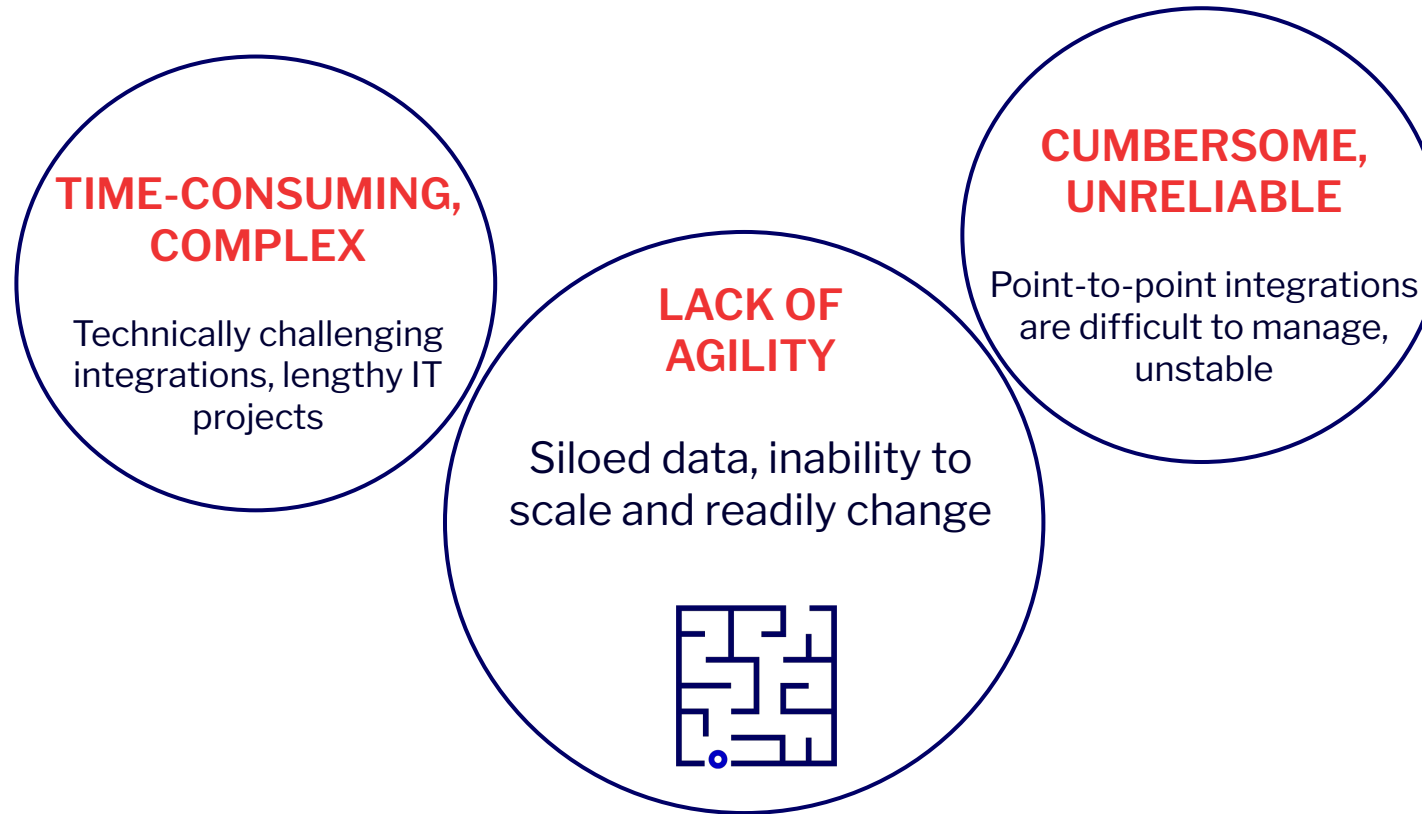 TIME-CONSUMING,
COMPLEX
Technically challenging
integrations, lengthy IT
projects
LACK OF
AGILITY
Siloed data, inability to
scale and readily change
CUMBERSOME,
UNRELIABLE
Point-to-point integrations
are difficult to manage,
unstable